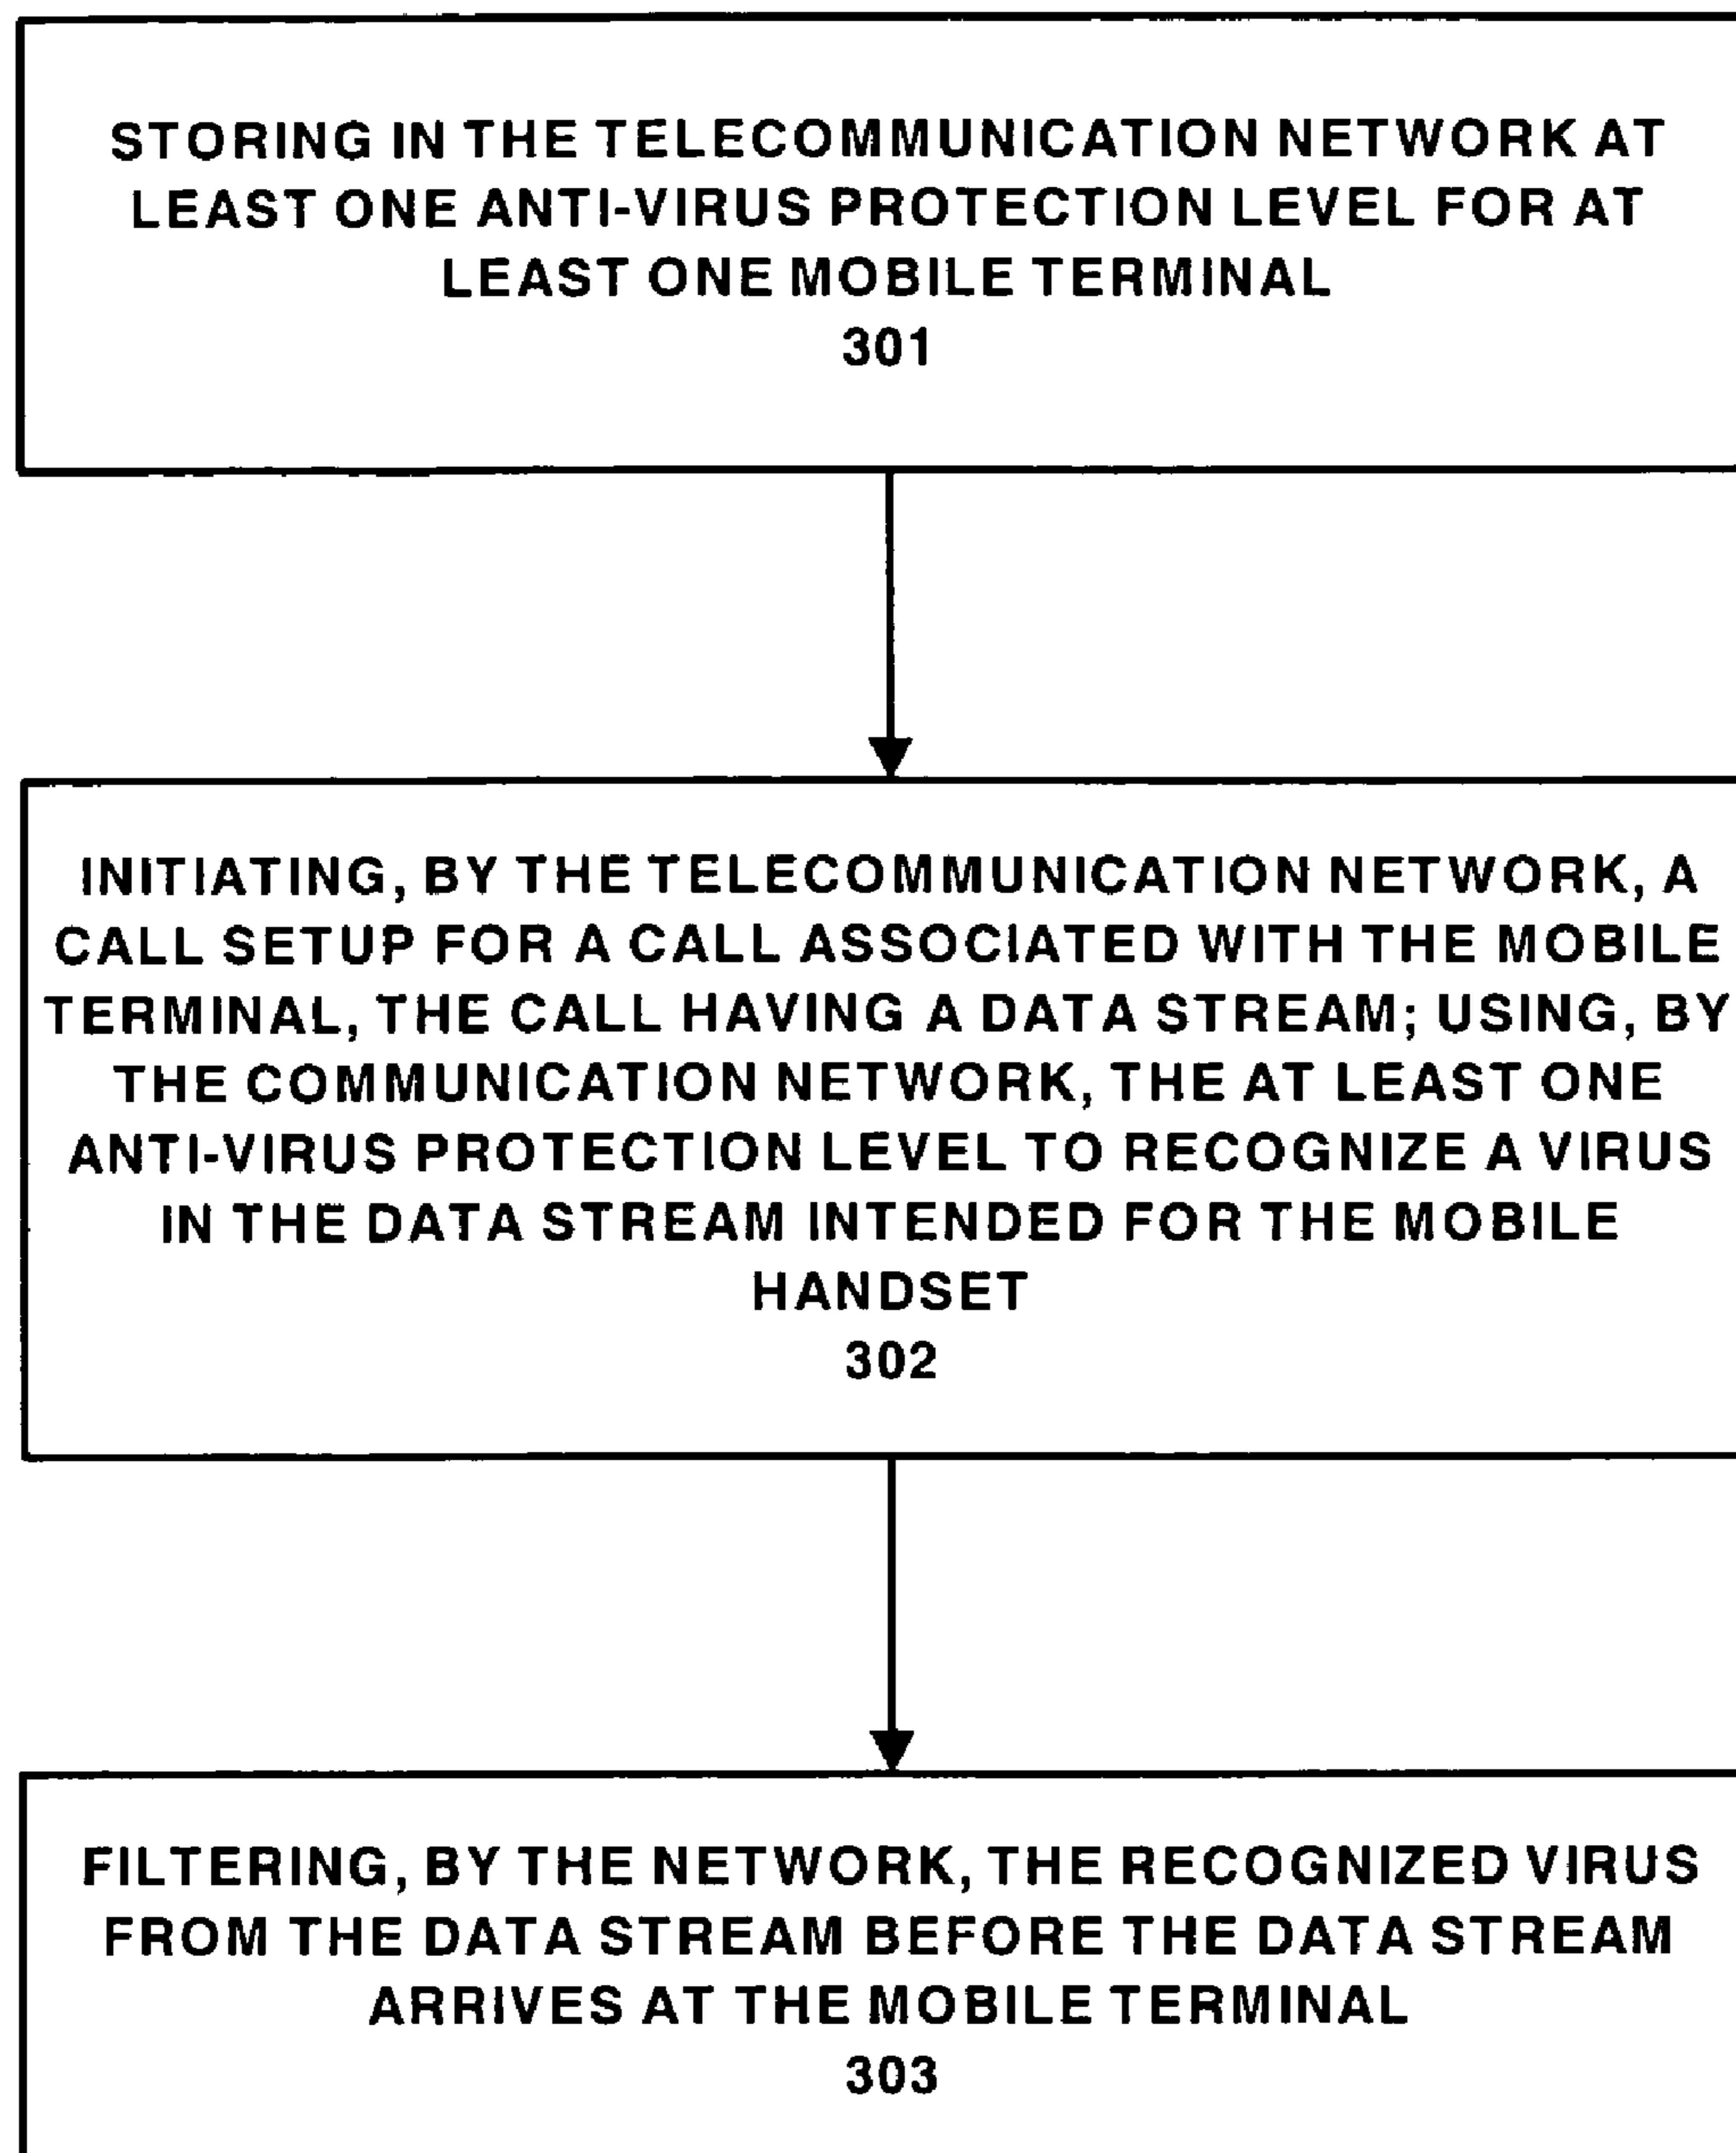 STORING IN THE TELECOMMUNICATION NETWORK AT
LEAST ONE ANTI-VIRUS PROTECTION LEVEL FOR AT
LEAST ONE MOBILE TERMINAL
301
INITIATING, BY THE TELECOMMUNICATION NETWORK, A
CALL SETUP FOR A CALL ASSOCIATED WITH THE MOBILE
TERMINAL, THE CALL HAVING A DATA STREAM; USING, BY
THE COMMUNICATION NETWORK, THE AT LEAST ONE
ANTI-VIRUS PROTECTION LEVEL TO RECOGNIZE A VIRUS
IN THE DATA STREAM INTENDED FOR THE MOBILE
HANDSET
302
FILTERING, BY THE NETWORK, THE RECOGNIZED VIRUS
FROM THE DATA STREAM BEFORE THE DATA STREAM
ARRIVES AT THE MOBILE TERMINAL
303